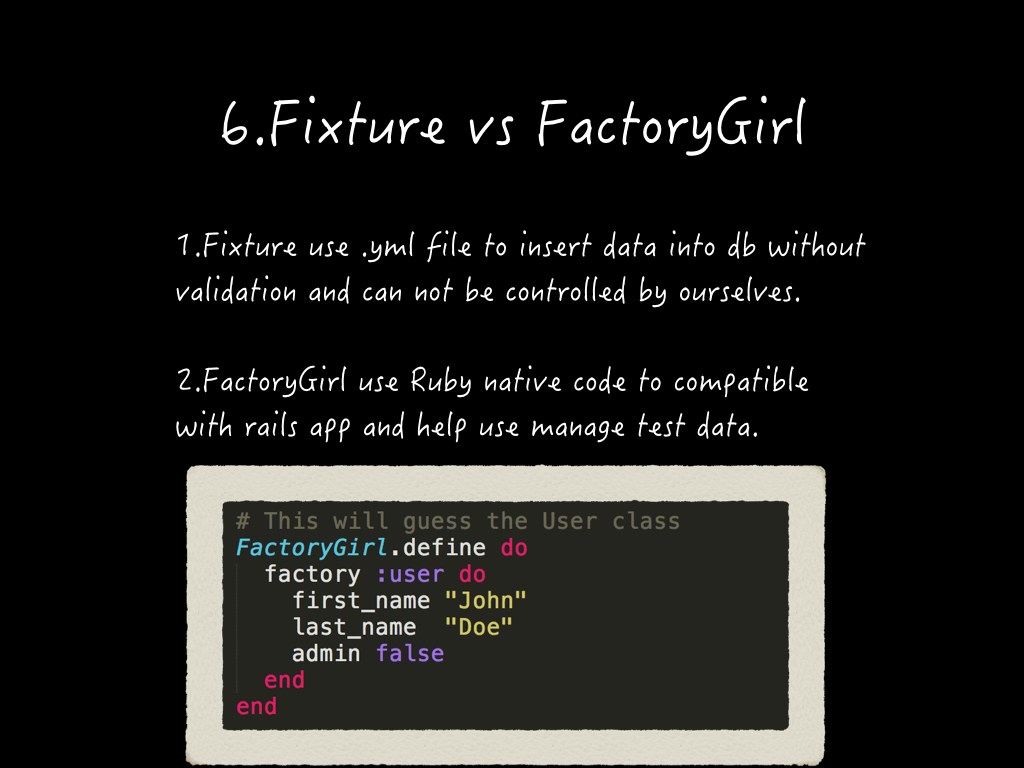 6.Fixture vs FactoryGirl
1.Fixture use .yml file to insert data into db without
validation and can not be controlled by ourselves.
2.FactoryGirl use Ruby native code to compatible
with rails app and help use manage test data.
# This will guess the User class
FactoryGirl.define do
  factory :user do
    first_name "John"
    last_name  "Doe"
    admin false
  end
end